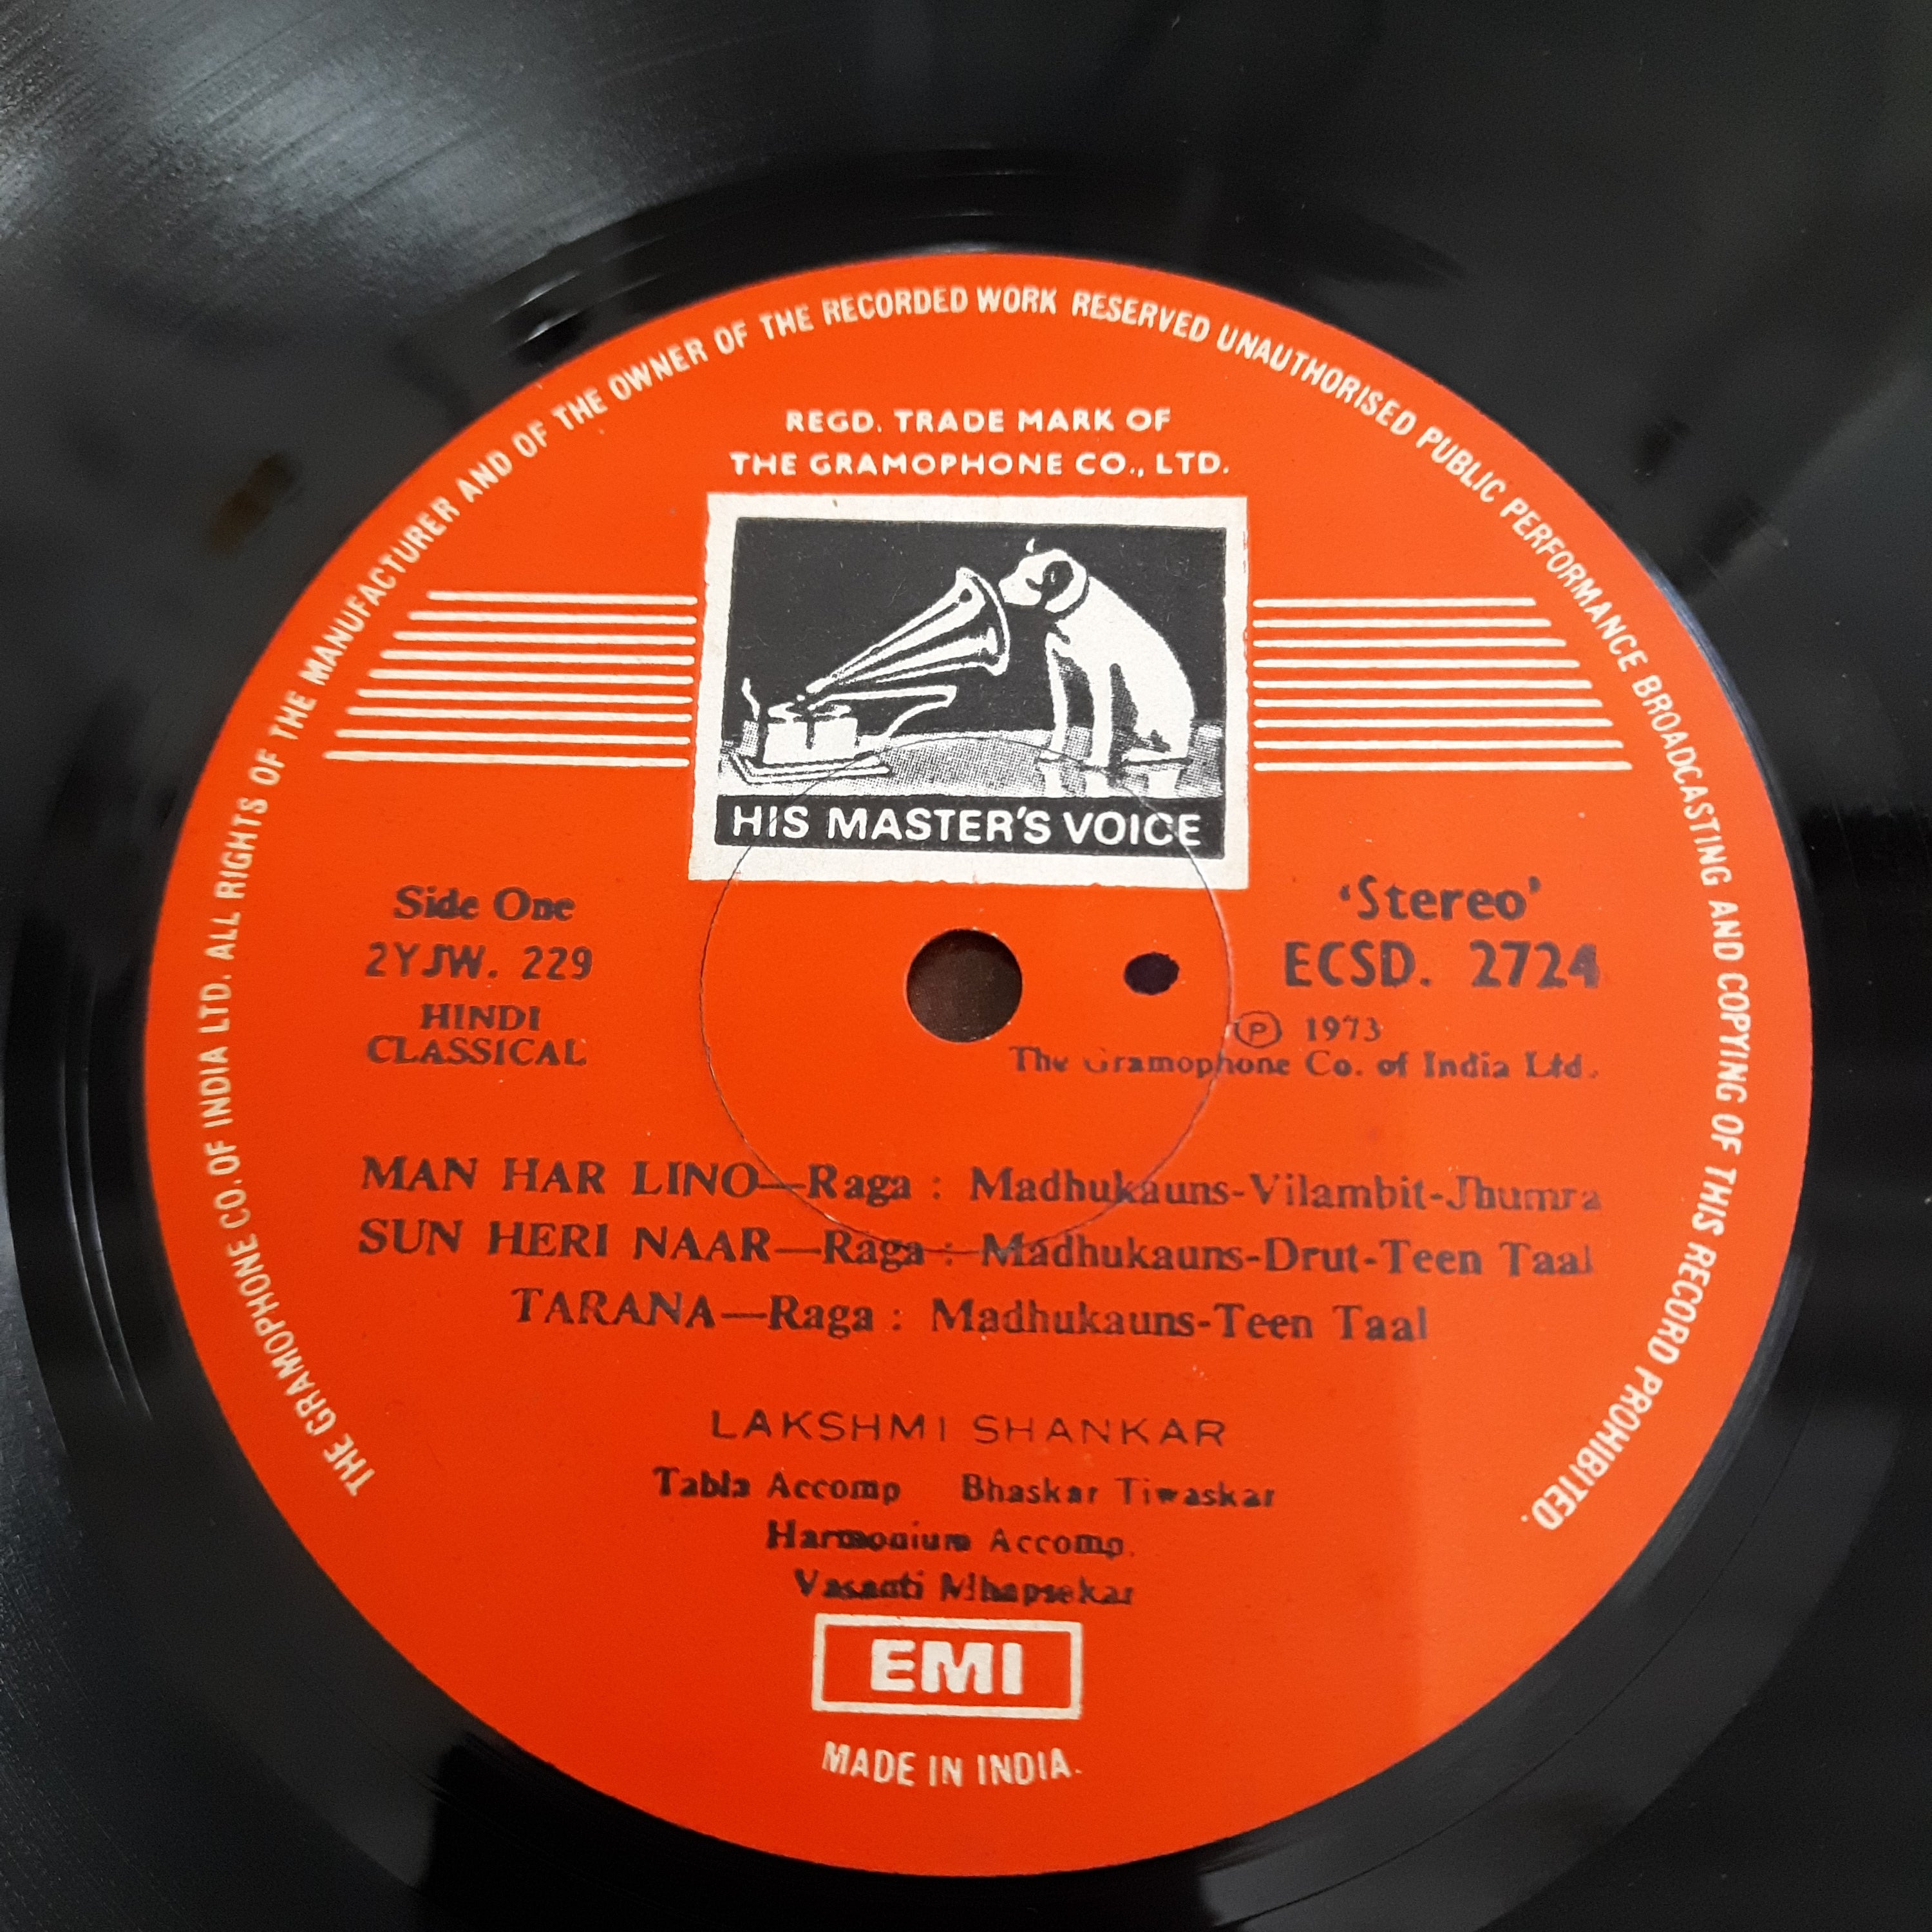 THE GRAMOPHONE CO. OF INDIA LTD. ALL RIGHTS OF THE MANUFACTURER AND OF THE OWNER OF THE RECORDED WORK RESERVED UNAUTHORISED PUBLIC PERFORMANCE BROADCASTING AND COPYING OF THIS RECORD PROHIBITED.
REGD. TRADE MARK OF
THE GRAMOPHONE CO., LTD.
HIS MASTER'S VOICE
Side One
2YJW. 229
HINDI
CLASSICAL
'Stereo'
ECSD. 2724
℗ 1973
The Gramophone Co. of India Ltd.
MAN HAR LINO—Raga : Madhukauns-Vilambit-Jhumra
SUN HERI NAAR—Raga : Madhukauns-Drut-Teen Taal
TARANA—Raga : Madhukauns-Teen Taal
LAKSHMI SHANKAR
Tabla Accomp Bhaskar Tiwaskar
Harmonium Accomp.
Vasanti Mhapsekar
EMI
MADE IN INDIA.